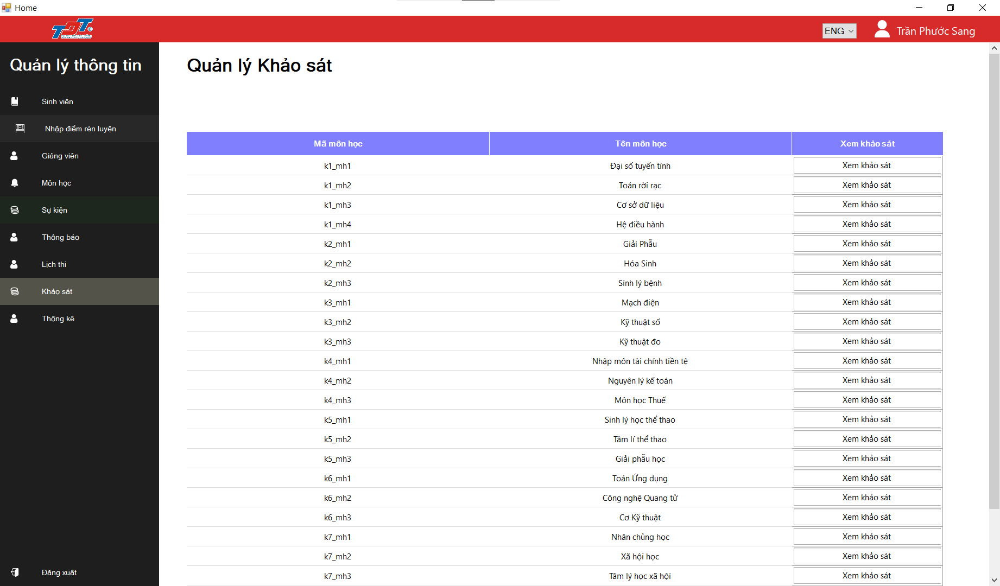 Home
TDT
ENG
Trần Phước Sang
Quản lý thông tin
Sinh viên
Nhập điểm rèn luyện
Giảng viên
Môn học
Sự kiện
Thông báo
Lịch thi
Khảo sát
Thống kê
Đăng xuất
Quản lý Khảo sát
Mã môn học Tên môn học Xem khảo sát
k1_mh1 Đại số tuyến tính Xem khảo sát
k1_mh2 Toán rời rạc Xem khảo sát
k1_mh3 Cơ sở dữ liệu Xem khảo sát
k1_mh4 Hệ điều hành Xem khảo sát
k2_mh1 Giải Phẫu Xem khảo sát
k2_mh2 Hóa Sinh Xem khảo sát
k2_mh3 Sinh lý bệnh Xem khảo sát
k3_mh1 Mạch điện Xem khảo sát
k3_mh2 Kỹ thuật số Xem khảo sát
k3_mh3 Kỹ thuật đo Xem khảo sát
k4_mh1 Nhập môn tài chính tiền tệ Xem khảo sát
k4_mh2 Nguyên lý kế toán Xem khảo sát
k4_mh3 Môn học Thuế Xem khảo sát
k5_mh1 Sinh lý học thể thao Xem khảo sát
k5_mh2 Tâm lí thể thao Xem khảo sát
k5_mh3 Giải phẫu học Xem khảo sát
k6_mh1 Toán Ứng dụng Xem khảo sát
k6_mh2 Công nghệ Quang tử Xem khảo sát
k6_mh3 Cơ Kỹ thuật Xem khảo sát
k7_mh1 Nhân chủng học Xem khảo sát
k7_mh2 Xã hội học Xem khảo sát
k7_mh3 Tâm lý học xã hội Xem khảo sát